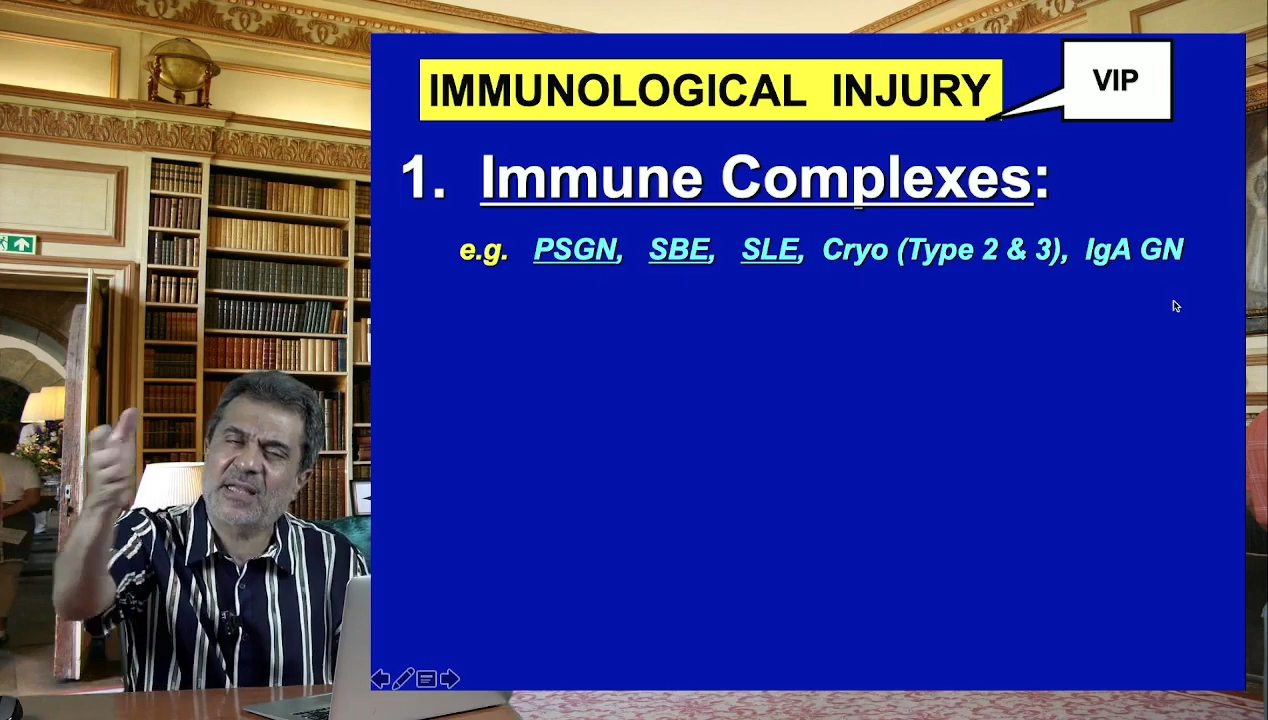 IMMUNOLOGICAL INJURY
VIP
1. Immune Complexes:
e.g. PSGN, SBE, SLE, Cryo (Type 2 & 3), IgA GN